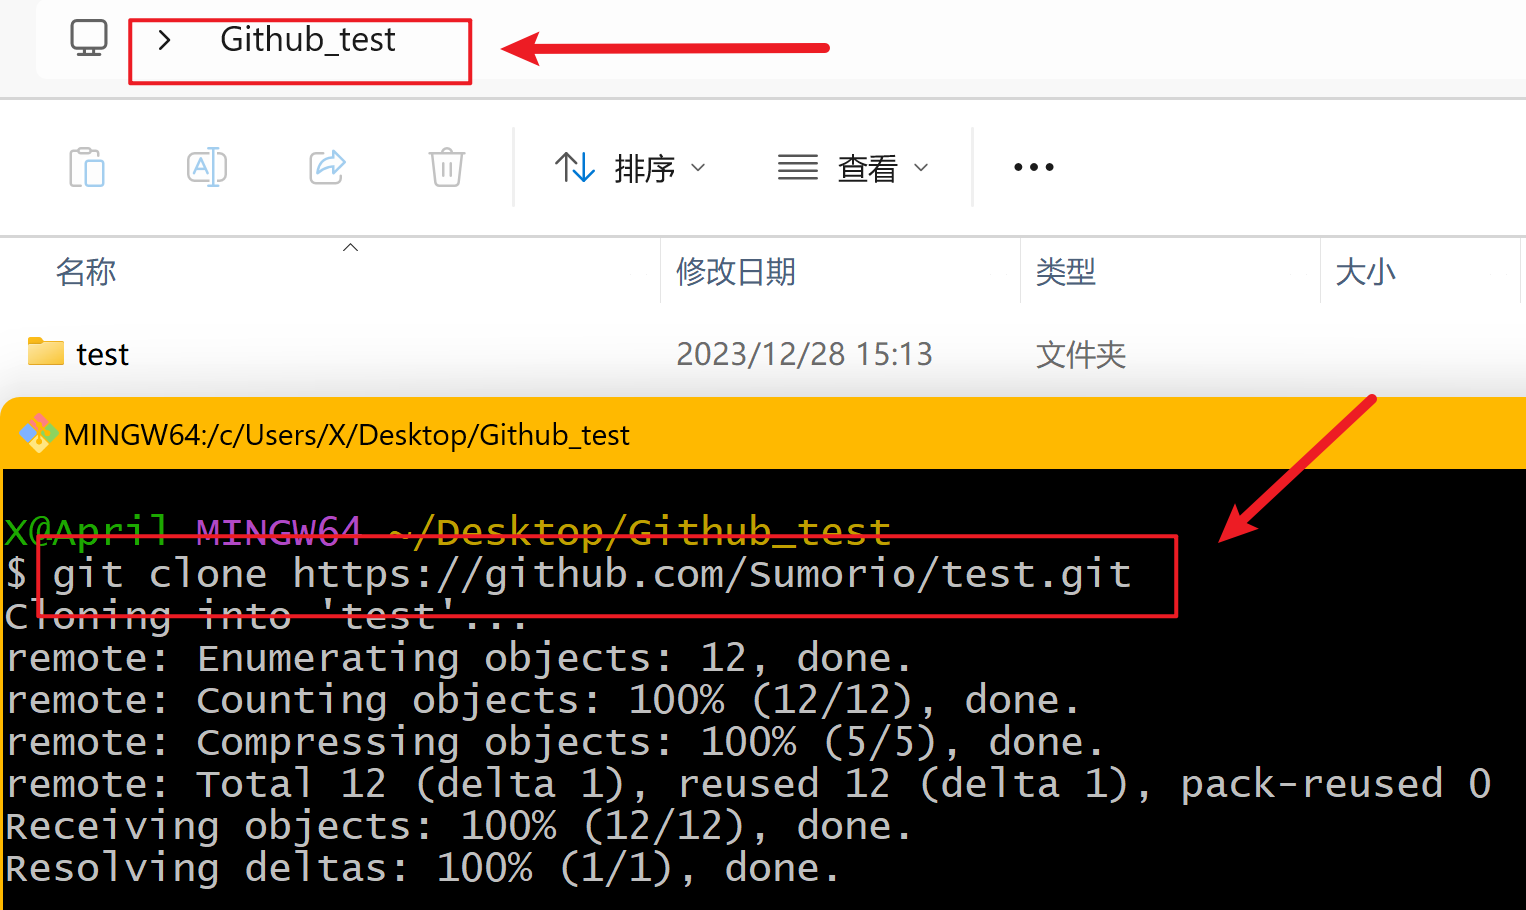 Github_test
排序 查看
名称 修改日期 类型 大小
test 2023/12/28 15:13 文件夹
MINGW64:/c/Users/X/Desktop/Github_test
X@April MINGW64 ~/Desktop/Github_test
$ git clone https://github.com/Sumorio/test.git
Cloning into 'test'...
remote: Enumerating objects: 12, done.
remote: Counting objects: 100% (12/12), done.
remote: Compressing objects: 100% (5/5), done.
remote: Total 12 (delta 1), reused 12 (delta 1), pack-reused 0
Receiving objects: 100% (12/12), done.
Resolving deltas: 100% (1/1), done.